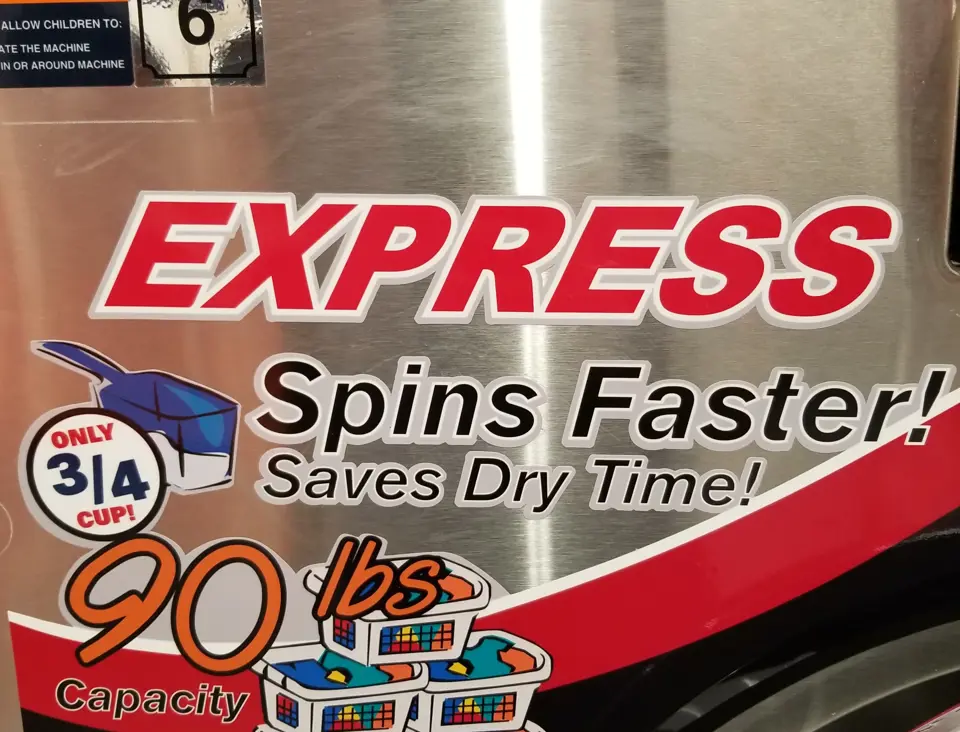 ALLOW CHILDREN TO:
ATE THE MACHINE
IN OR AROUND MACHINE
6
EXPRESS
Spins Faster!
Saves Dry Time!
ONLY
3/4
CUP!
90 lbs
Capacity